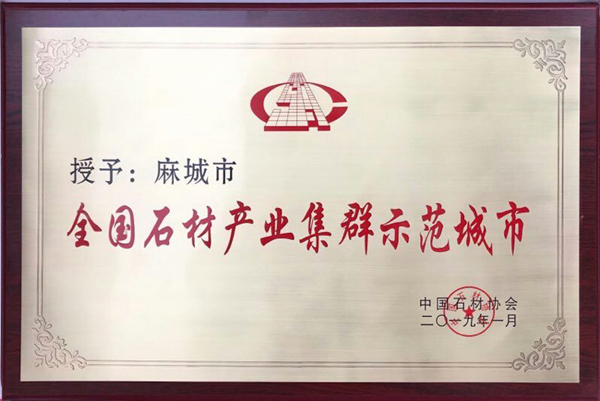 授予：麻城市
全国石材产业集群示范城市
中国石材协会
二〇一九年一月